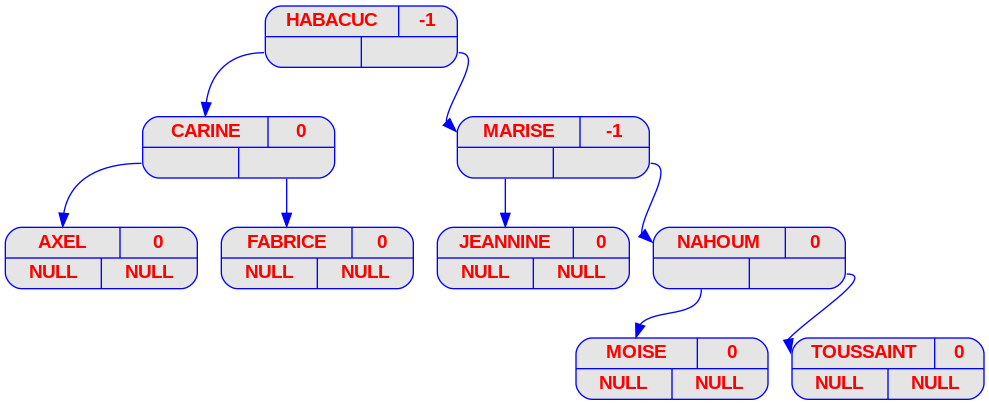 HABACUC -1
CARINE 0
MARISE -1
AXEL 0
NULL NULL
FABRICE 0
NULL NULL
JEANNINE 0
NULL NULL
NAHOUM 0
MOISE 0
NULL NULL
TOUSSAINT 0
NULL NULL